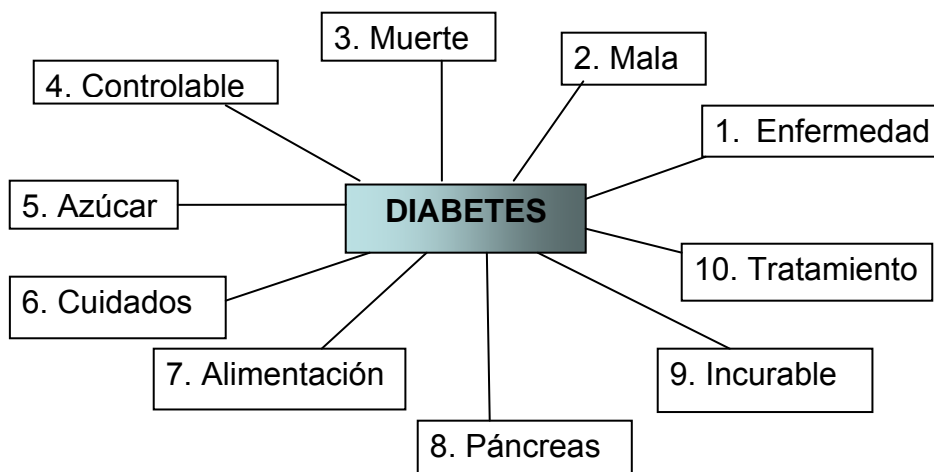 3. Muerte
2. Mala
4. Controlable
1. Enfermedad
5. Azúcar
DIABETES
10. Tratamiento
6. Cuidados
7. Alimentación
9. Incurable
8. Páncreas